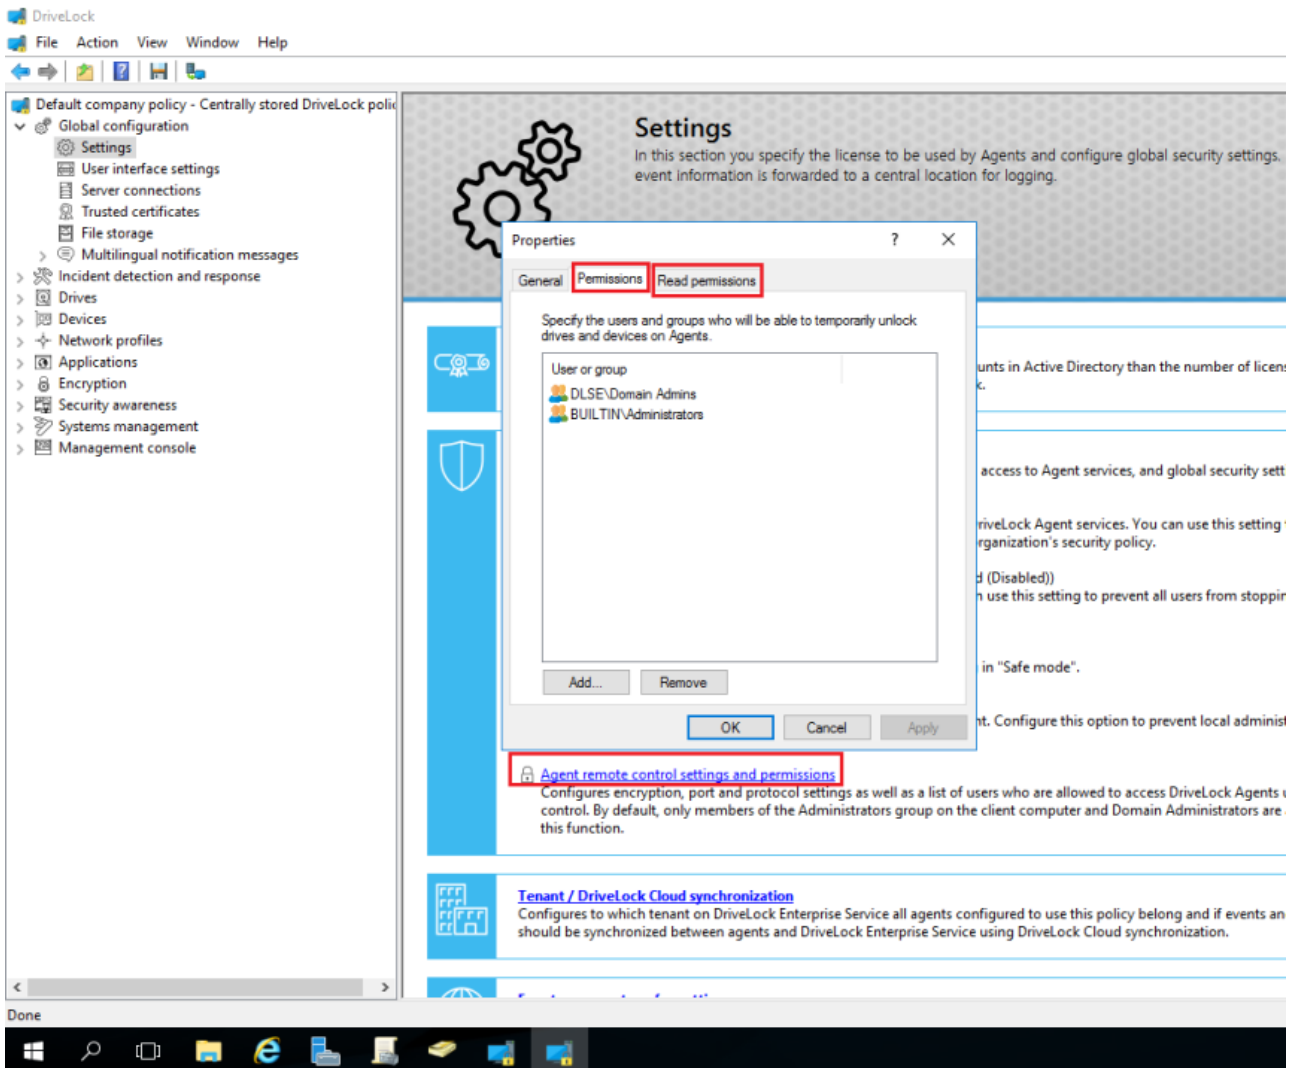 DriveLock
File Action View Window Help
Default company policy - Centrally stored DriveLock polic
Global configuration
Settings
User interface settings
Server connections
Trusted certificates
File storage
Multilingual notification messages
Incident detection and response
Drives
Devices
Network profiles
Applications
Encryption
Security awareness
Systems management
Management console
Settings
In this section you specify the license to be used by Agents and configure global security settings.
event information is forwarded to a central location for logging.
Properties
General Permissions Read permissions
Specify the users and groups who will be able to temporarily unlock
drives and devices on Agents.
User or group
DLSE\Domain Admins
BUILTIN\Administrators
Add... Remove
OK Cancel Apply
unts in Active Directory than the number of licens
access to Agent services, and global security sett
riveLock Agent services. You can use this setting
rganization's security policy.
d (Disabled))
n use this setting to prevent all users from stoppin
in "Safe mode".
nt. Configure this option to prevent local administ
Agent remote control settings and permissions
Configures encryption, port and protocol settings as well as a list of users who are allowed to access DriveLock Agents u
control. By default, only members of the Administrators group on the client computer and Domain Administrators are
this function.
Tenant / DriveLock Cloud synchronization
Configures to which tenant on DriveLock Enterprise Service all agents configured to use this policy belong and if events an
should be synchronized between agents and DriveLock Enterprise Service using DriveLock Cloud synchronization.
Done